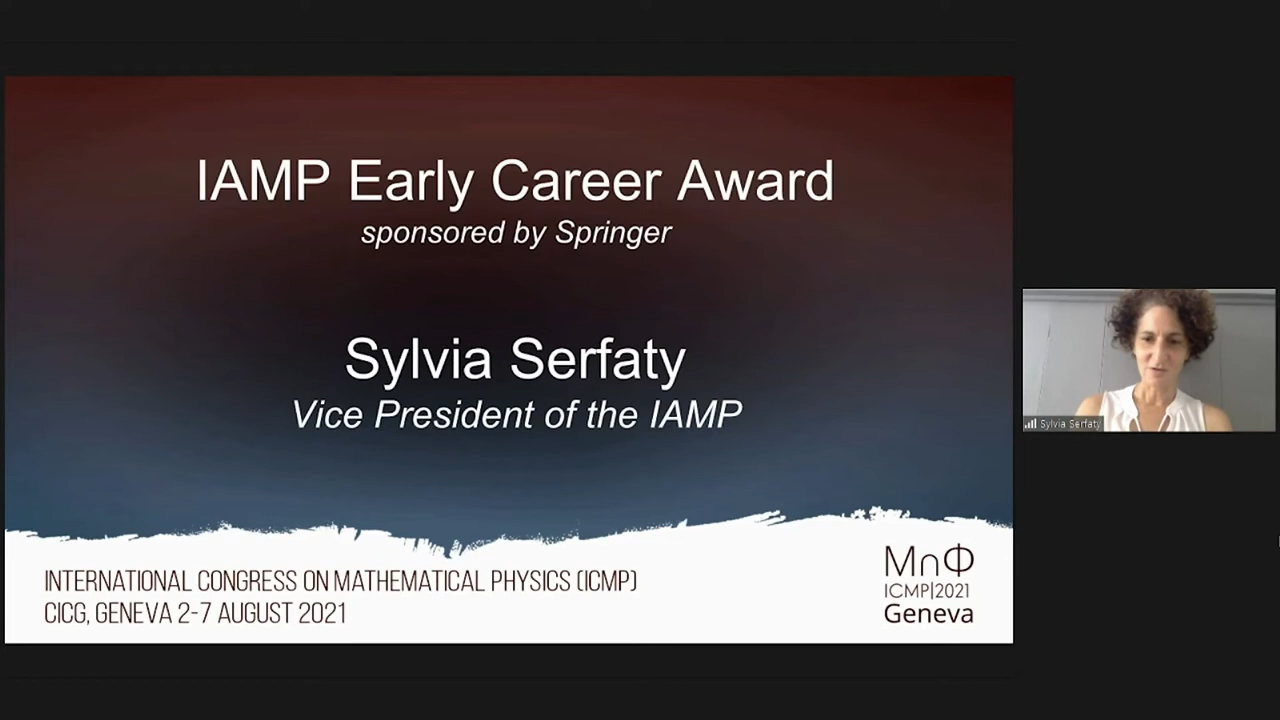 IAMP Early Career Award
sponsored by Springer
Sylvia Serfaty
Vice President of the IAMP
INTERNATIONAL CONGRESS ON MATHEMATICAL PHYSICS (ICMP)
CICG, GENEVA 2-7 AUGUST 2021
MnΦ
ICMP|2021
Geneva
Sylvia Serfaty